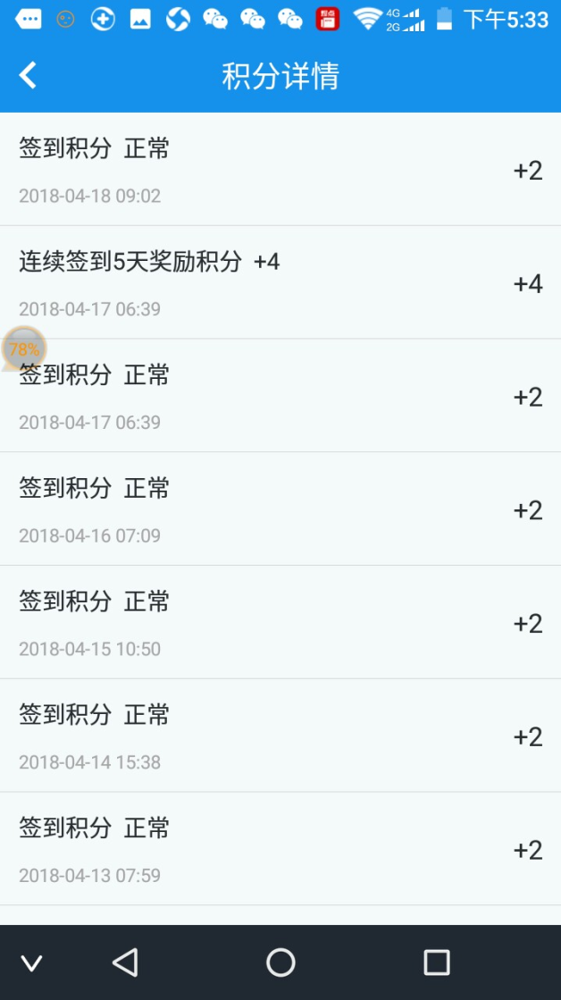 4G
2G
下午5:33
积分详情
签到积分 正常
+2
2018-04-18 09:02
连续签到5天奖励积分 +4
+4
2018-04-17 06:39
78%
签到积分 正常
+2
2018-04-17 06:39
签到积分 正常
+2
2018-04-16 07:09
签到积分 正常
+2
2018-04-15 10:50
签到积分 正常
+2
2018-04-14 15:38
签到积分 正常
+2
2018-04-13 07:59